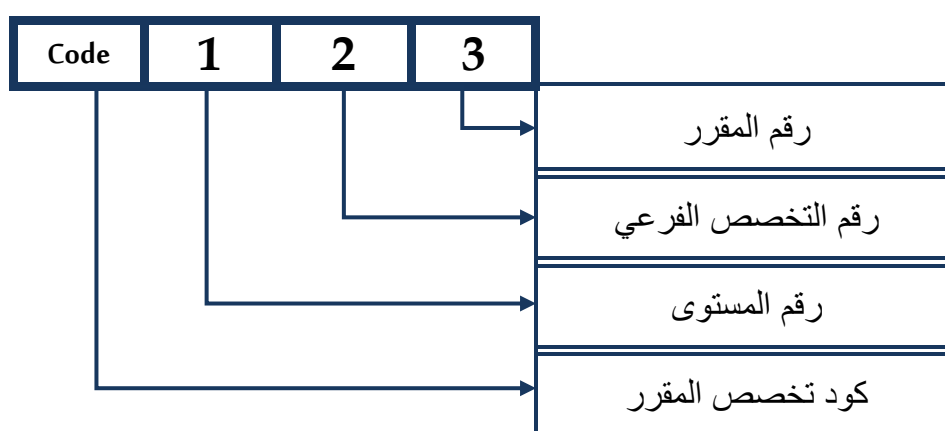 Code 1 2 3
رقم المقرر
رقم التخصص الفرعي
رقم المستوى
كود تخصص المقرر